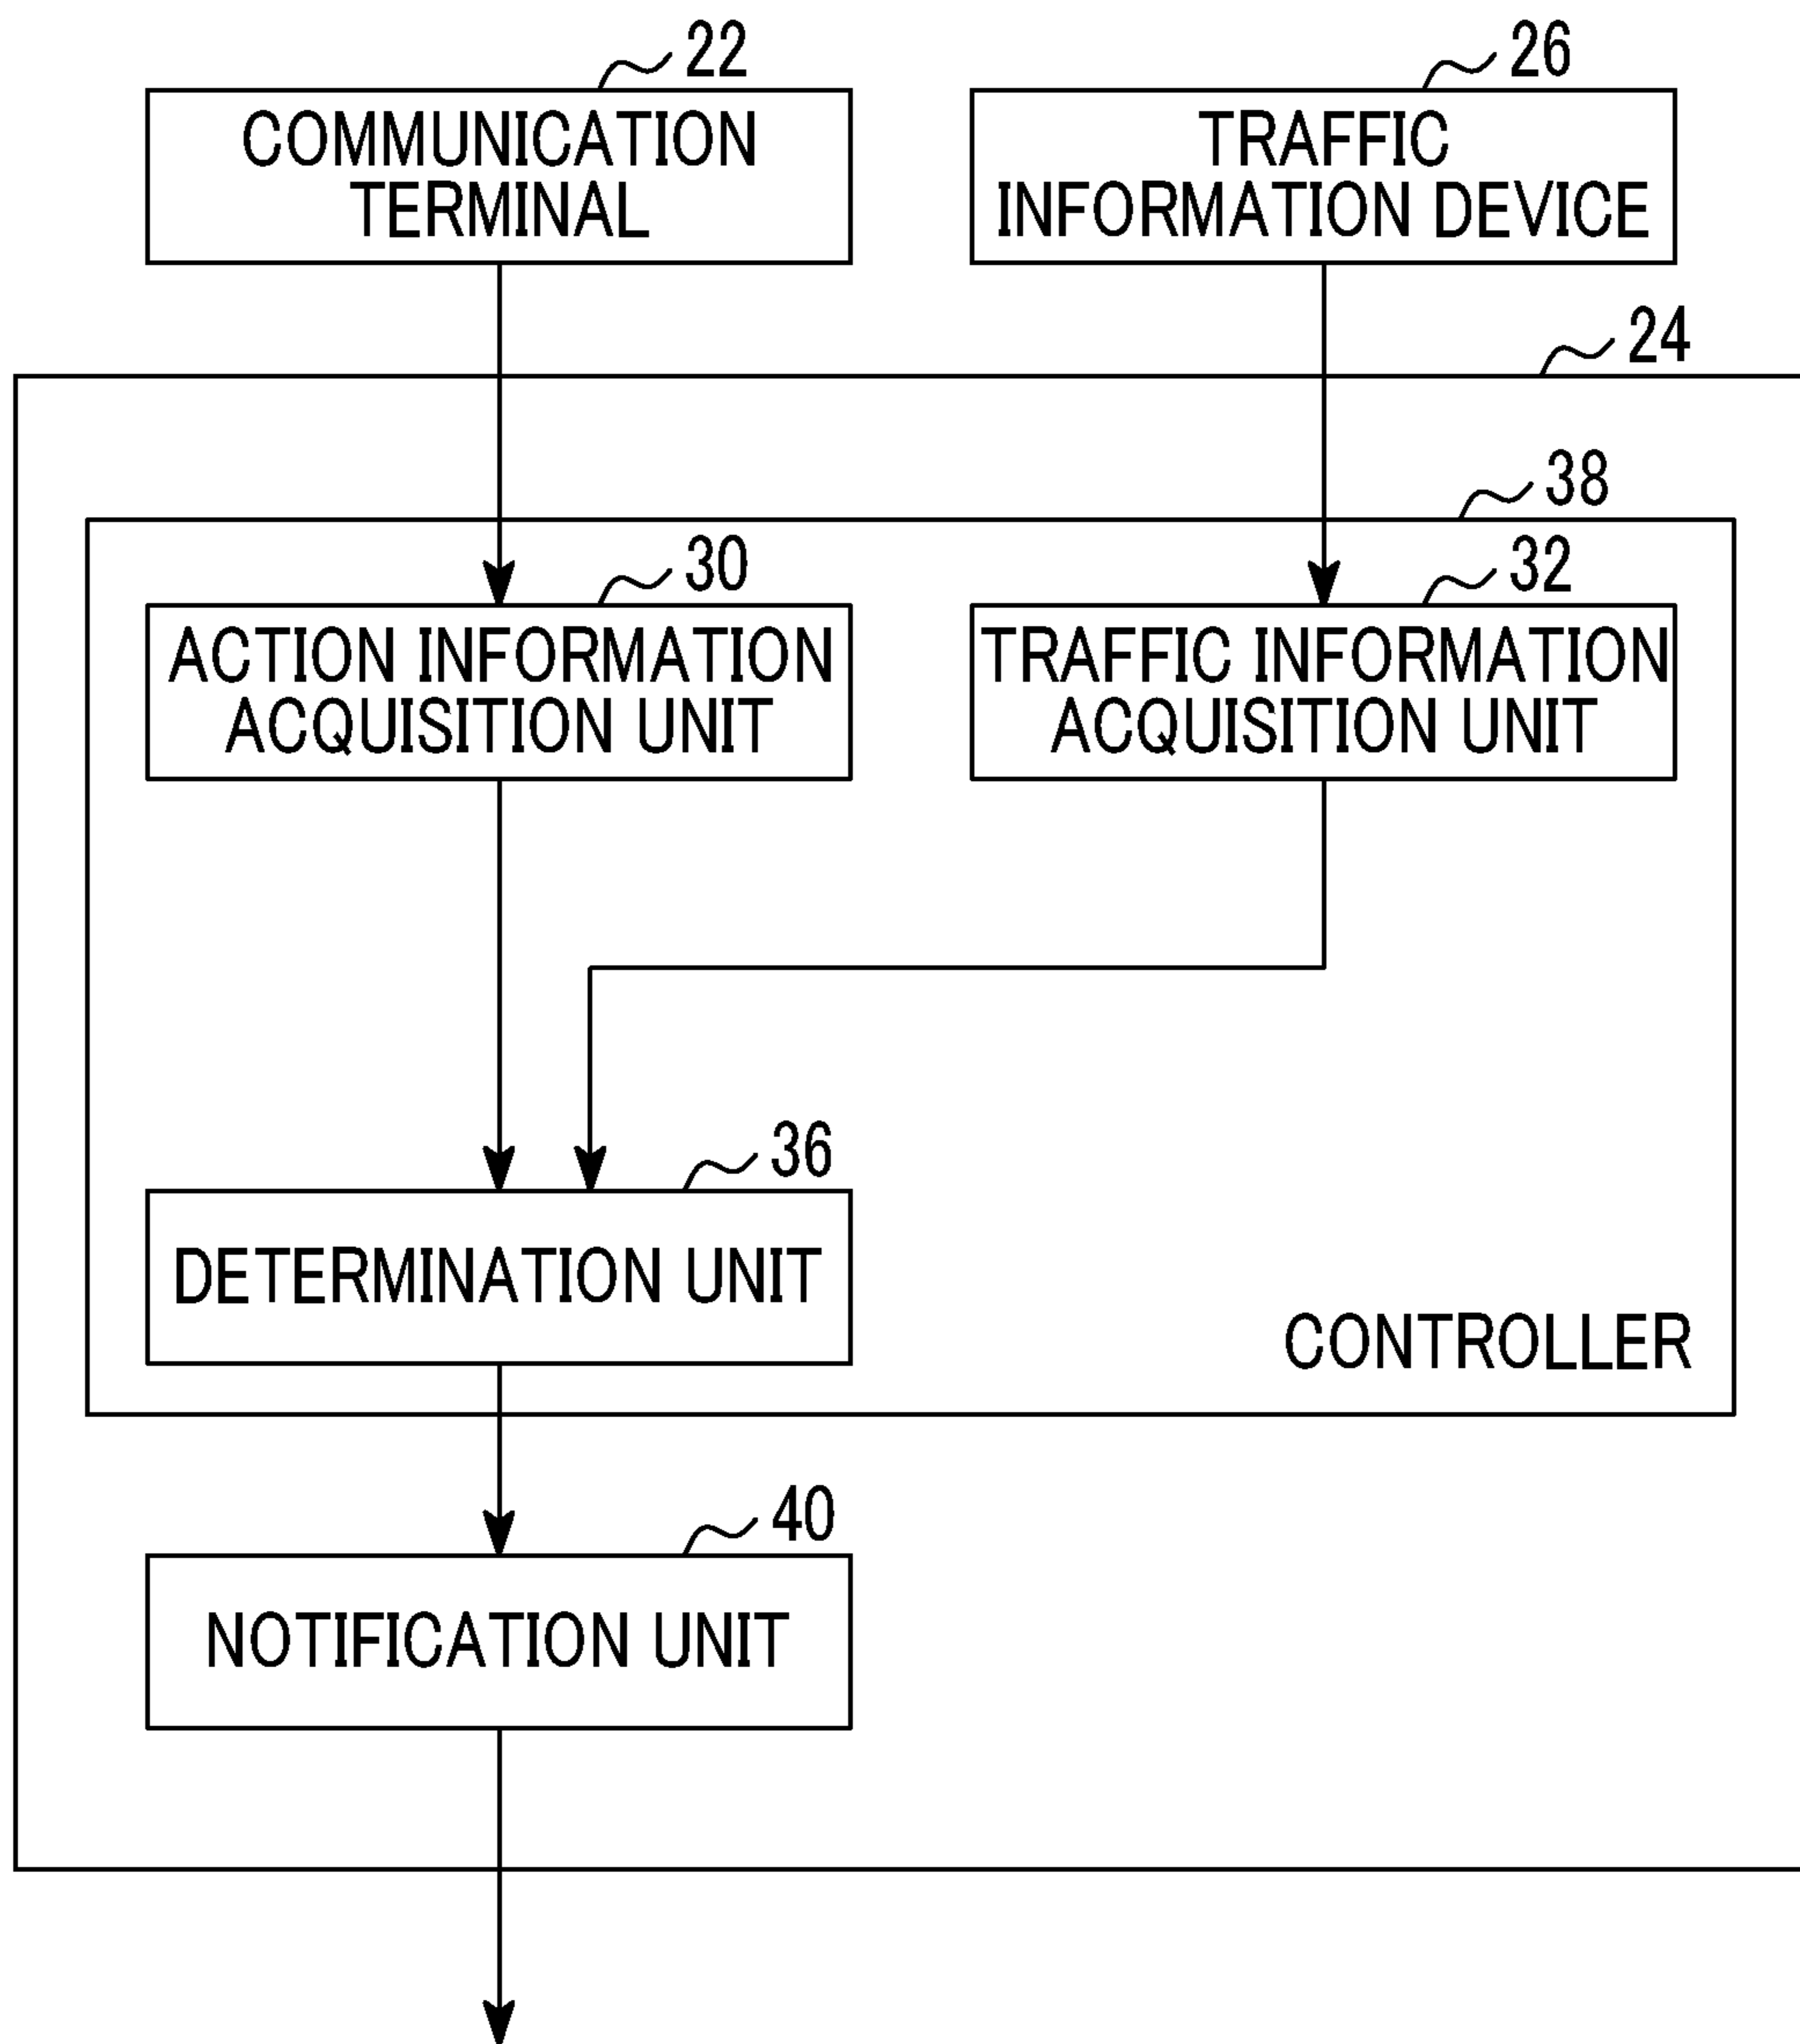 22
COMMUNICATION
TERMINAL
26
TRAFFIC
INFORMATION DEVICE
24
38
30
ACTION INFORMATION
ACQUISITION UNIT
32
TRAFFIC INFORMATION
ACQUISITION UNIT
36
DETERMINATION UNIT
CONTROLLER
40
NOTIFICATION UNIT